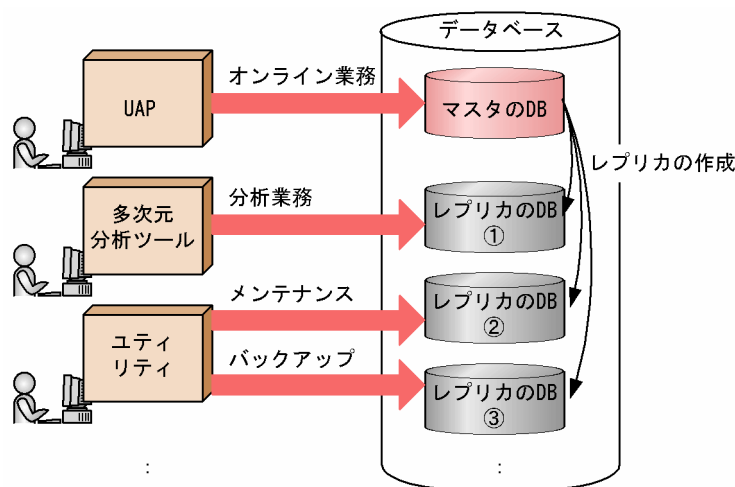 データベース
オンライン業務
UAP
マスタのDB
レプリカの作成
分析業務
多次元
分析ツール
レプリカのDB
①
メンテナンス
レプリカのDB
②
ユティ
リティ
バックアップ
レプリカのDB
③
:
: